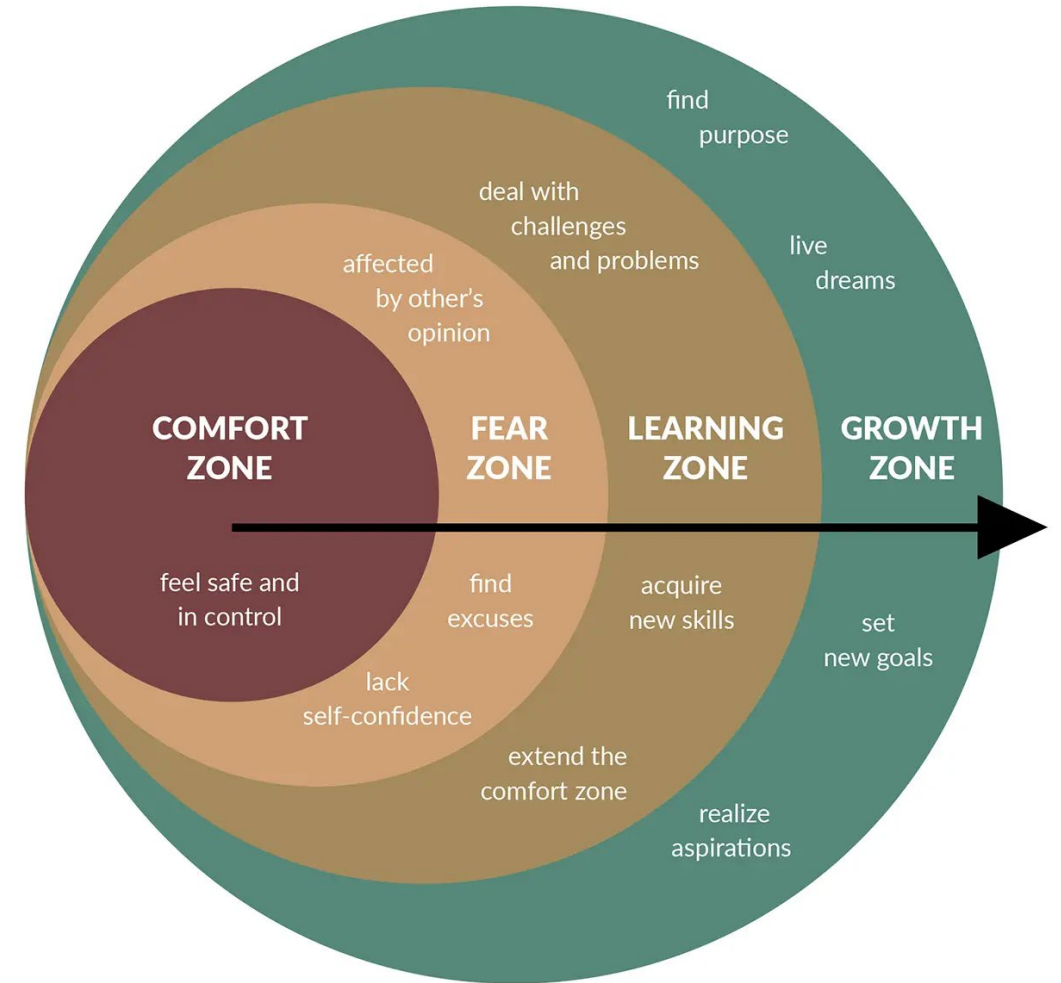 find
purpose
deal with
challenges
and problems
live
dreams
affected
by other’s
opinion
COMFORT
ZONE
FEAR
ZONE
LEARNING
ZONE
GROWTH
ZONE
feel safe and
in control
find
excuses
acquire
new skills
set
new goals
lack
self-confidence
extend the
comfort zone
realize
aspirations